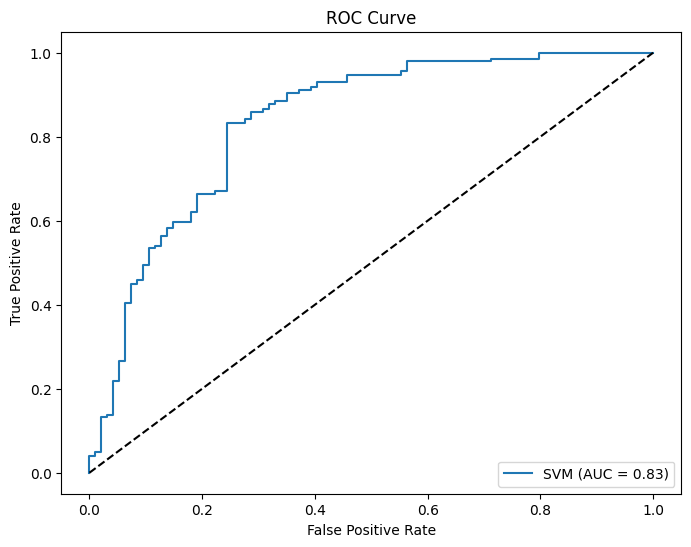 ROC Curve
True Positive Rate
1.0
0.8
0.6
0.4
0.2
0.0
0.0 0.2 0.4 0.6 0.8 1.0
False Positive Rate
SVM (AUC = 0.83)